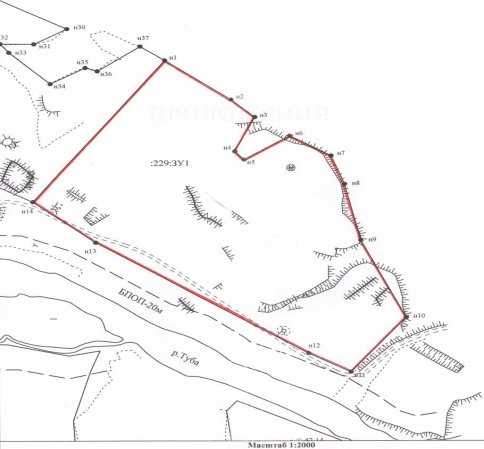 н30
н37
32
н31
н33
н35
н36
н1
н34
н2
н3
н6
н4
н5
н7
:229:ЗУ1
н8
н14
н9
н13
БПОП-20м
н10
р.Туба
н12
н11
Масштаб 1:2000